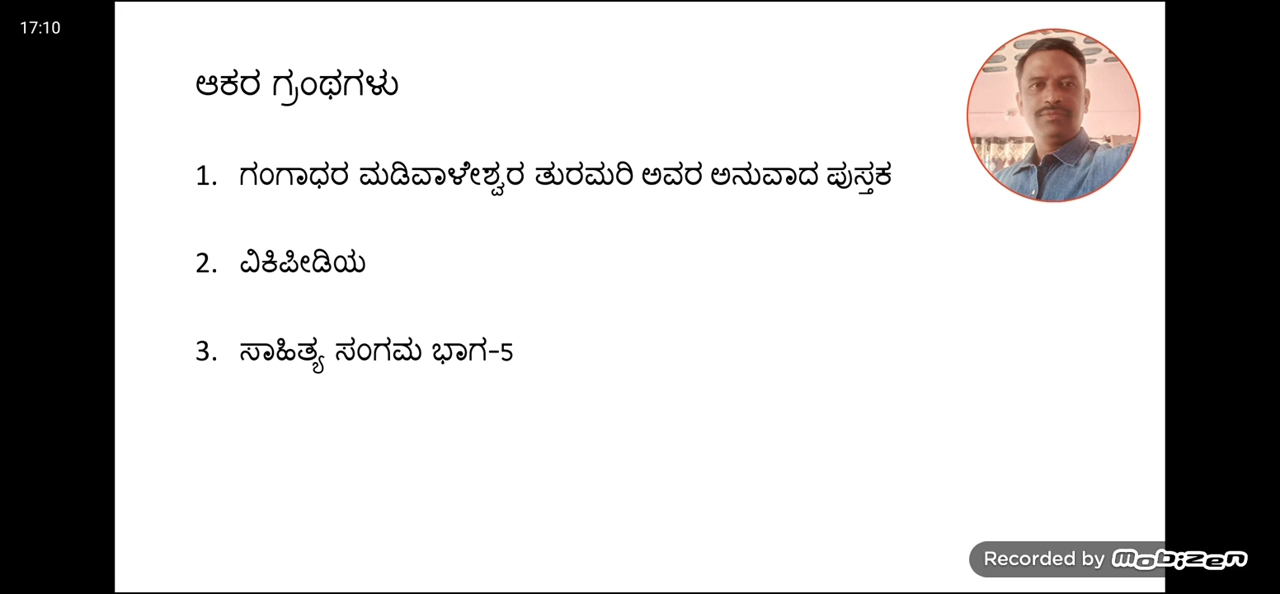 17:10
ಆಕರ ಗ್ರಂಥಗಳು
1. ಗಂಗಾಧರ ಮಡಿವಾಳೇಶ್ವರ ತುರಮರಿ ಅವರ ಅನುವಾದ ಪುಸ್ತಕ
2. ವಿಕಿಪೀಡಿಯ
3. ಸಾಹಿತ್ಯ ಸಂಗಮ ಭಾಗ-5
Recorded by Mobizen